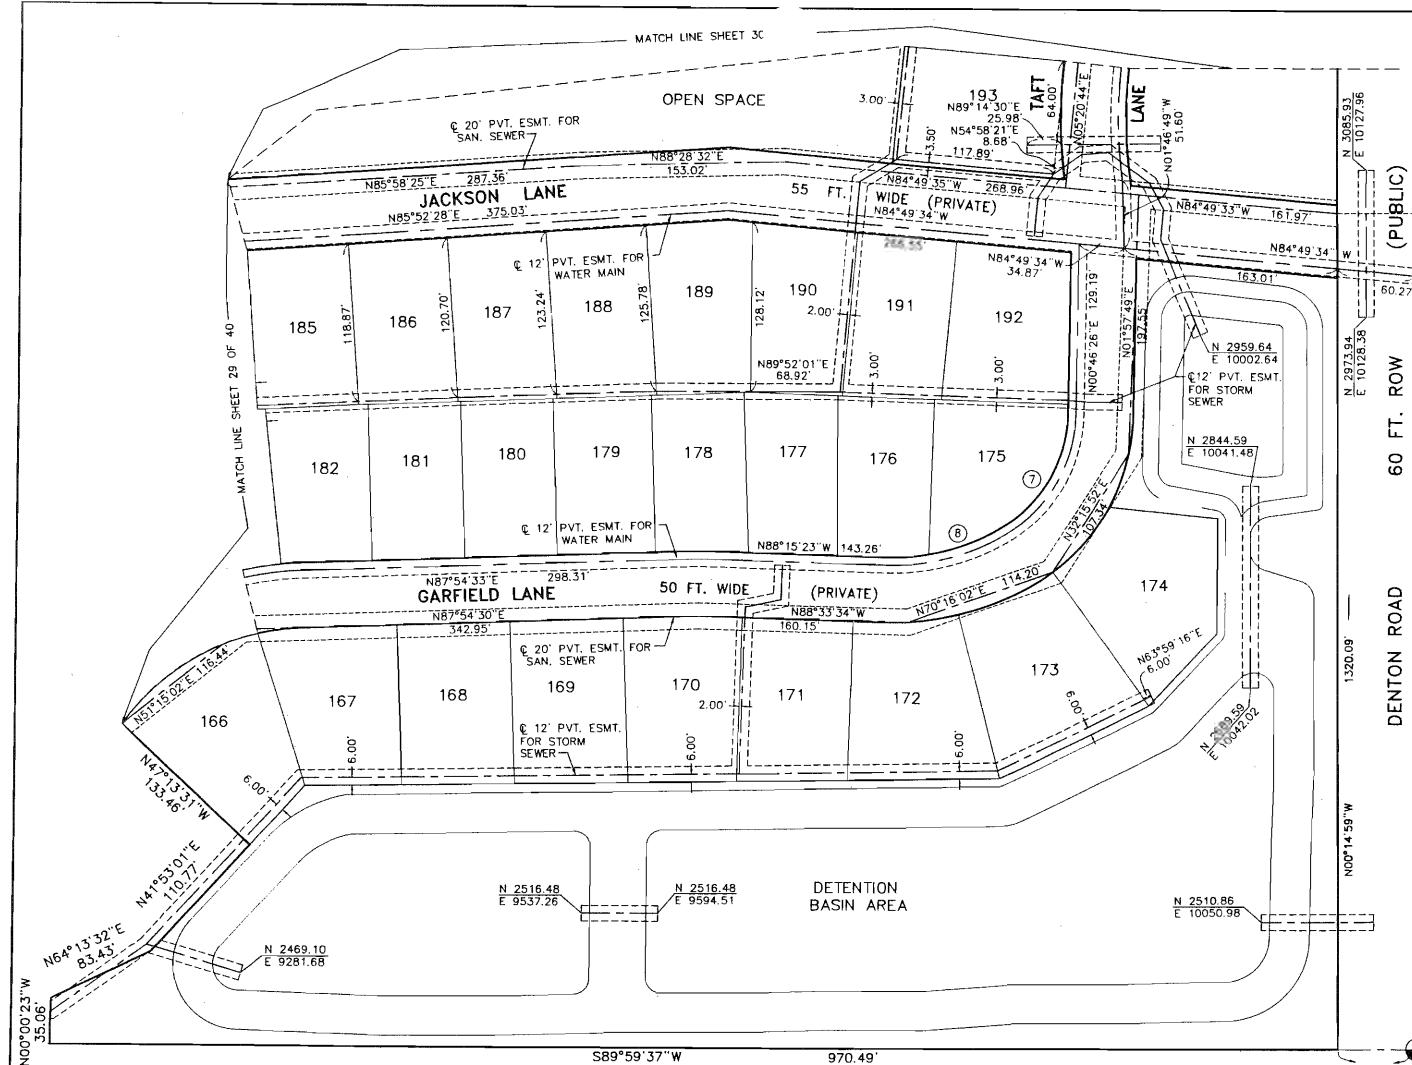 MATCH LINE SHEET 30
OPEN SPACE
℄ 20' PVT. ESMT. FOR
SAN. SEWER
3.00'
193
N89°14'30"E
25.98'
N54°58'21"E
8.68'
117.89'
3.50'
TAFT
64.00'
N05°20'44"E
LANE
N01°46'49"W
51.60'
N 3085.93
E 10127.96
N88°28'32"E
153.02'
N85°58'25"E 287.36'
JACKSON LANE
N85°52'28"E 375.03'
55 FT. WIDE (PRIVATE)
N84°49'35"W 268.96'
N84°49'34"W
N84°49'33"W 161.97'
N84°49'34"W
163.01'
60.27'
N84°49'34"W
34.87'
(PUBLIC)
℄ 12' PVT. ESMT. FOR
WATER MAIN
185
118.87'
186
120.70'
187
123.24'
188
125.78'
189
128.12'
190
2.00'
191
192
N89°52'01"E
68.92'
3.00'
3.00'
N00°46'26"E 129.19'
N01°57'49"E
197.55'
N 2959.64
E 10002.64
℄12' PVT. ESMT.
FOR STORM
SEWER
N 2973.94
E 10128.38
MATCH LINE SHEET 29 OF 40
60 FT. ROW
N 2844.59
E 10041.48
182
181
180
179
178
177
176
175
7
8
℄ 12' PVT. ESMT. FOR
WATER MAIN
N88°15'23"W 143.26'
N32°15'52"E
107.34'
N87°54'33"E 298.31'
GARFIELD LANE
50 FT. WIDE (PRIVATE)
N87°54'30"E
342.95'
N88°33'34"W
160.15'
N70°16'02"E 114.20'
174
DENTON ROAD
1320.09'
℄ 20' PVT. ESMT. FOR
SAN. SEWER
N51°15'02"E 116.44'
166
167
168
169
170
171
172
173
N63°59'16"E
6.00'
6.00'
2.00'
℄ 12' PVT. ESMT.
FOR STORM
SEWER
6.00'
6.00'
6.00'
6.00'
E 10042.02
N47°13'31"W
133.46'
N41°53'01"E
110.77'
N00°14'59"W
N 2516.48
E 9537.26
N 2516.48
E 9594.51
DETENTION
BASIN AREA
N 2510.86
E 10050.98
N64°13'32"E
83.43'
N 2469.10
E 9281.68
N00°00'23"W
35.06'
S89°59'37"W 970.49'